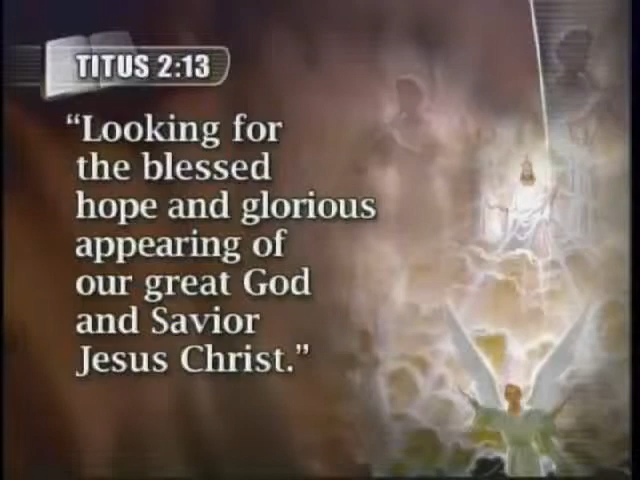 TITUS 2:13
“Looking for
the blessed
hope and glorious
appearing of
our great God
and Savior
Jesus Christ.”